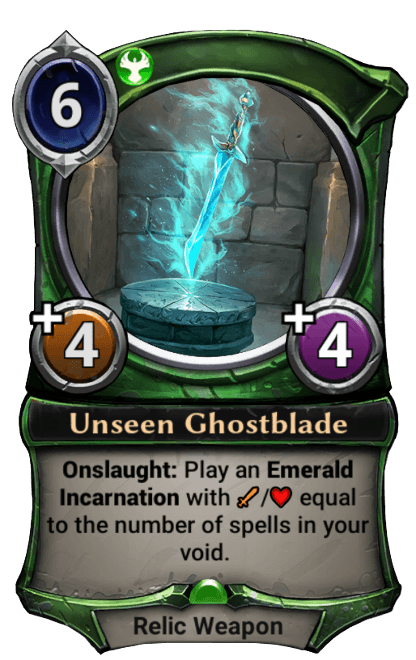 6
+4
+4
Unseen Ghostblade
Onslaught: Play an Emerald
Incarnation with / equal
to the number of spells in your
void.
Relic Weapon